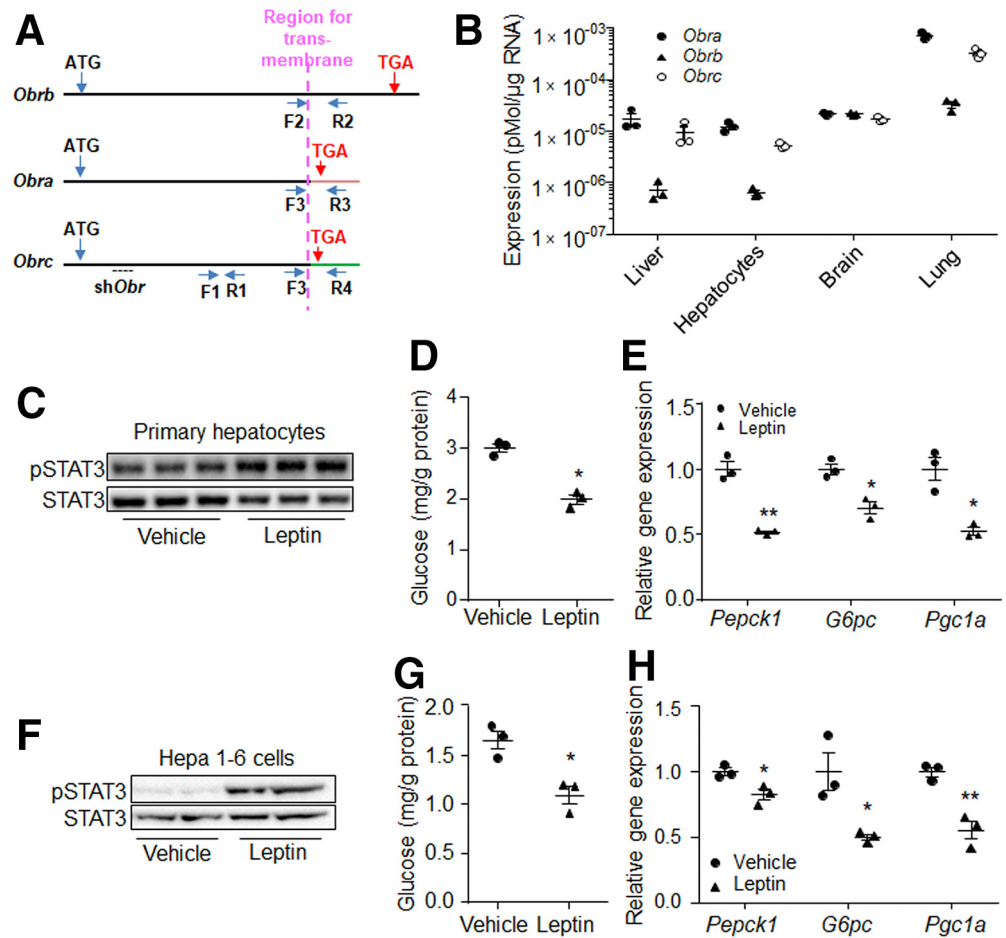 A
Region for
trans-
membrane
ATG
TGA
Obrb
F2
R2
ATG
TGA
Obra
F3
R3
ATG
TGA
Obrc
shObr
F1
R1
F3
R4
B
Expression (pMol/µg RNA)
1 × 10⁻⁰³
1 × 10⁻⁰⁴
1 × 10⁻⁰⁵
1 × 10⁻⁰⁶
1 × 10⁻⁰⁷
Obra
Obrb
Obrc
Liver
Hepatocytes
Brain
Lung
C
Primary hepatocytes
pSTAT3
STAT3
Vehicle
Leptin
D
Glucose (mg/g protein)
4
3
2
1
0
*
Vehicle
Leptin
E
Relative gene expression
1.5
1.0
0.5
0.0
Vehicle
Leptin
**
*
*
Pepck1
G6pc
Pgc1a
F
Hepa 1-6 cells
pSTAT3
STAT3
Vehicle
Leptin
G
Glucose (mg/g protein)
2.0
1.5
1.0
0.5
0.0
*
Vehicle
Leptin
H
Relative gene expression
1.5
1.0
0.5
0.0
*
*
**
Vehicle
Leptin
Pepck1
G6pc
Pgc1a